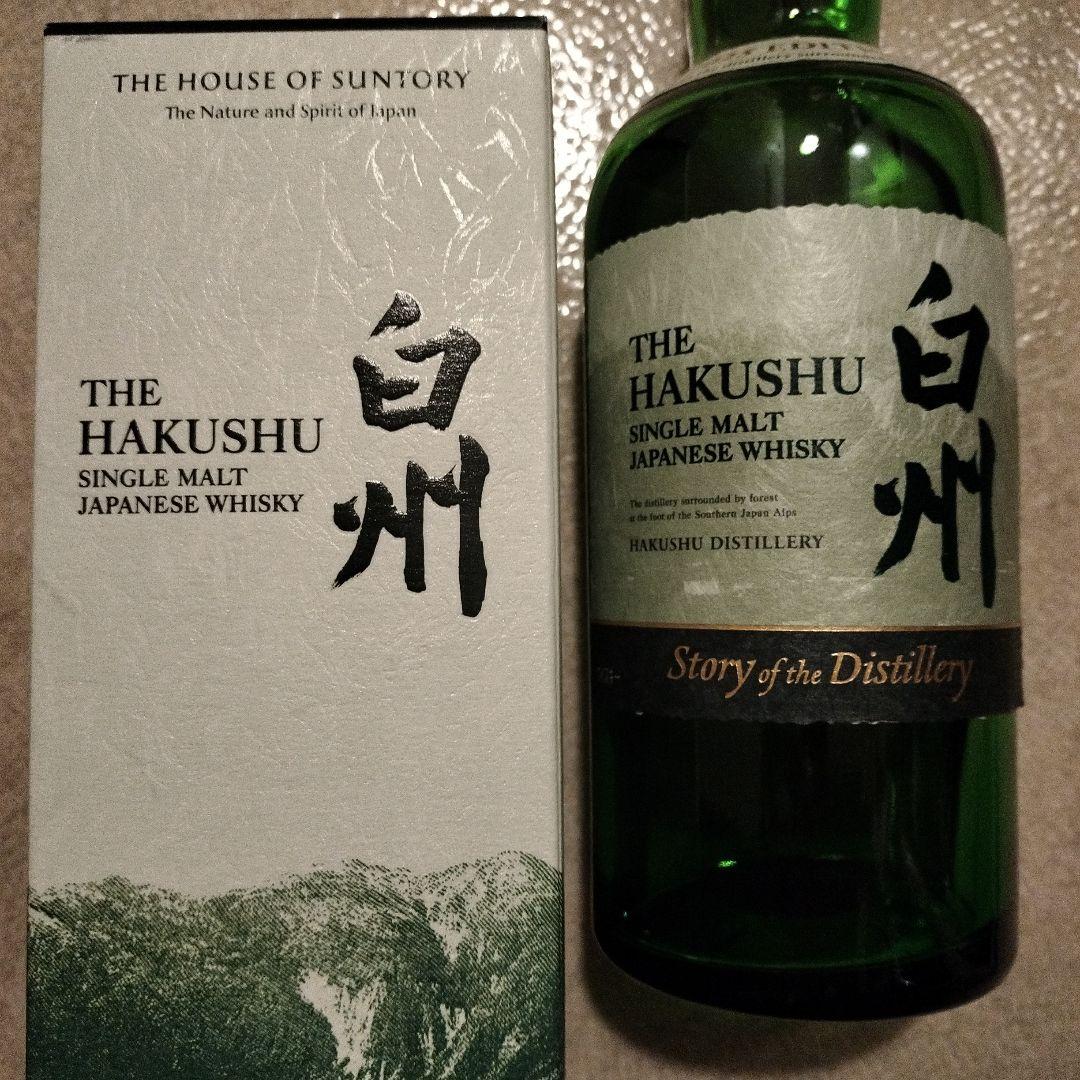 THE HOUSE OF SUNTORY
The Nature and Spirit of Japan
THE
HAKUSHU
SINGLE MALT
JAPANESE WHISKY
白州
THE
HAKUSHU
SINGLE MALT
JAPANESE WHISKY
The distillery surrounded by forest
at the foot of the Southern Japan Alps
HAKUSHU DISTILLERY
白州
Story of the Distillery